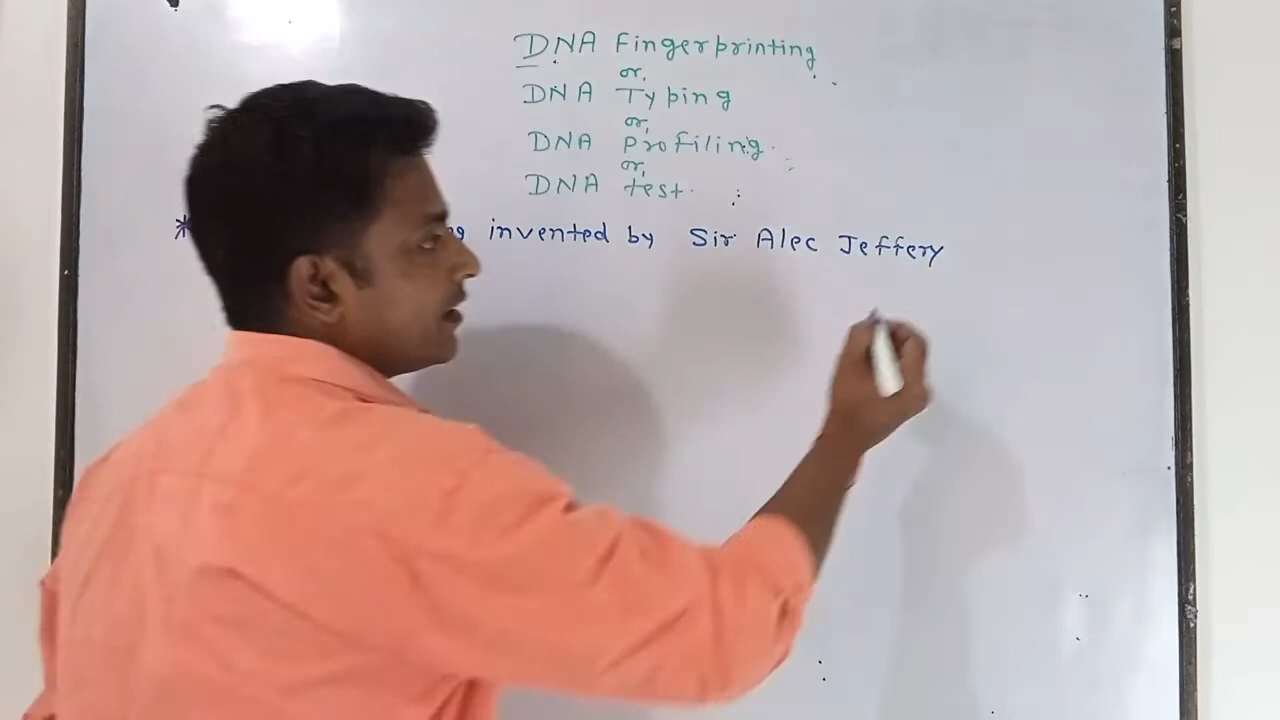 DNA Fingerprinting
or,
DNA Typing
or,
DNA Profiling.
or,
DNA test.
* invented by Sir Alec Jeffery